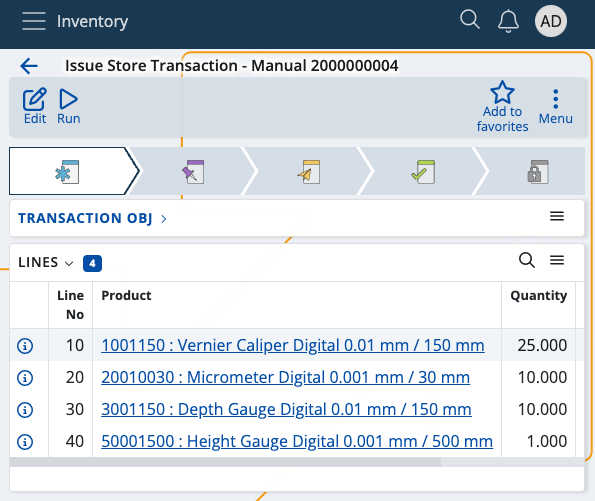 Inventory
AD
Issue Store Transaction - Manual 2000000004
Edit Run Add to favorites Menu
TRANSACTION OBJ
LINES 4
Line No Product Quantity
10 1001150 : Vernier Caliper Digital 0.01 mm / 150 mm 25.000
20 20010030 : Micrometer Digital 0.001 mm / 30 mm 10.000
30 3001150 : Depth Gauge Digital 0.01 mm / 150 mm 10.000
40 50001500 : Height Gauge Digital 0.001 mm / 500 mm 1.000